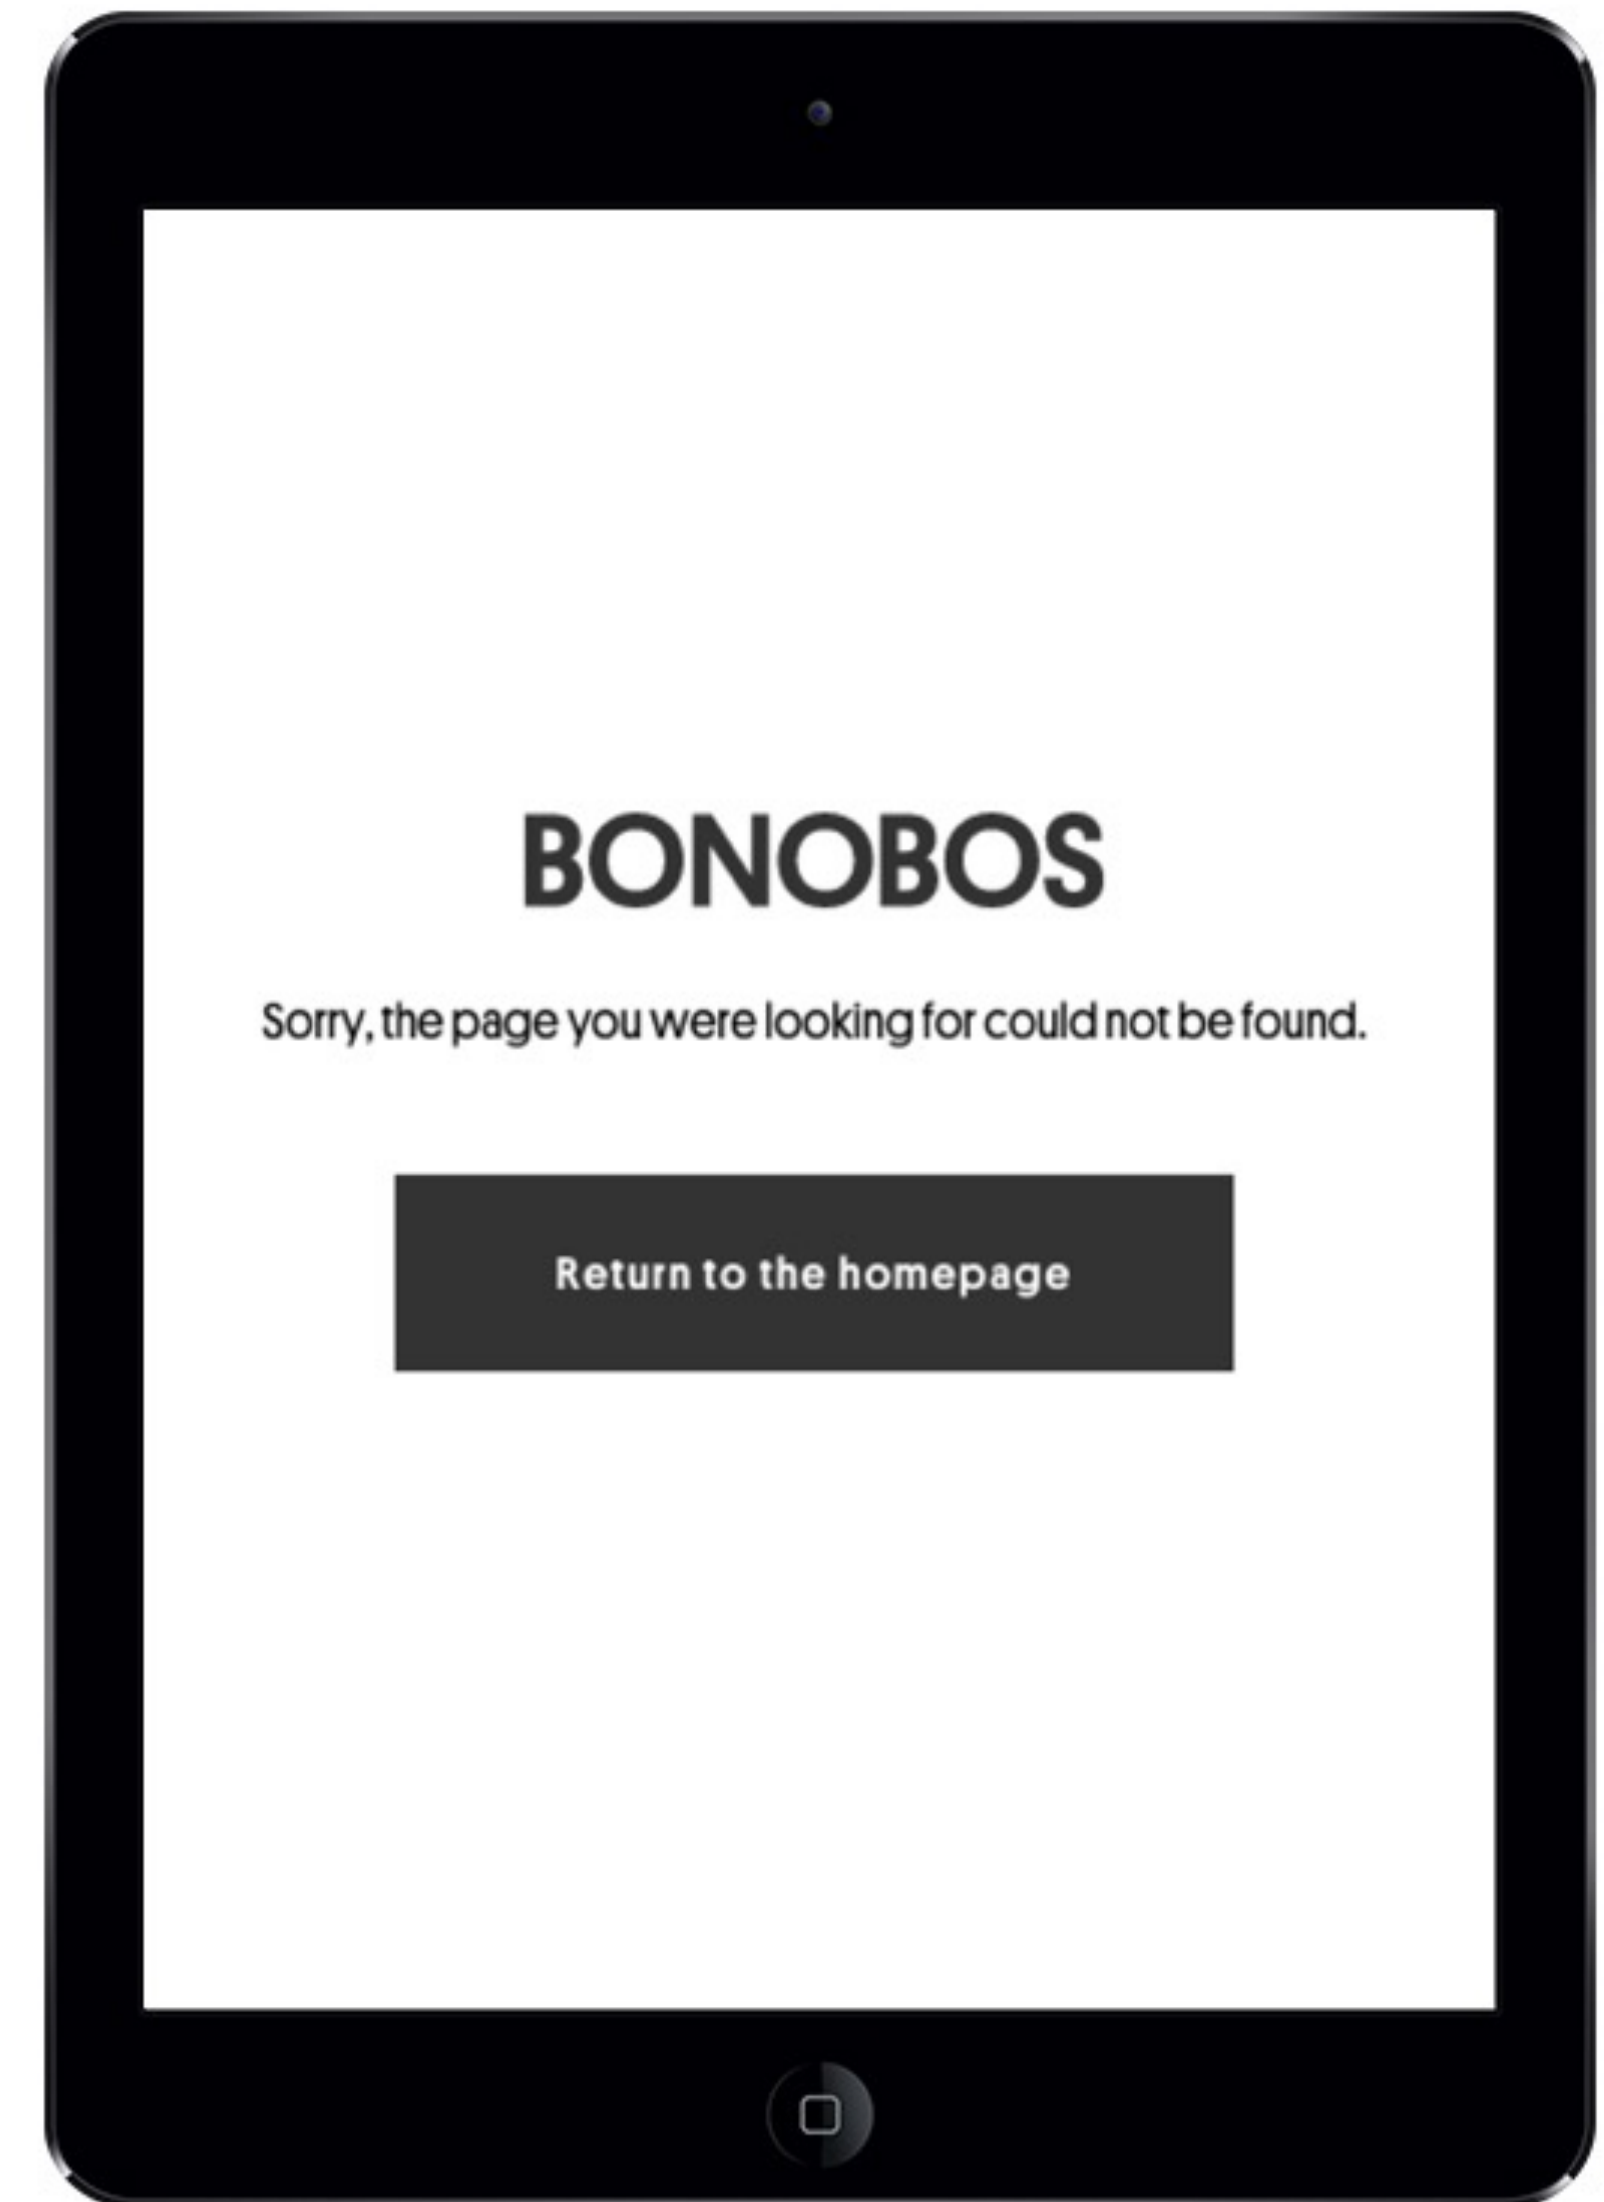 BONOBOS
Sorry, the page you were looking for could not be found.
Return to the homepage